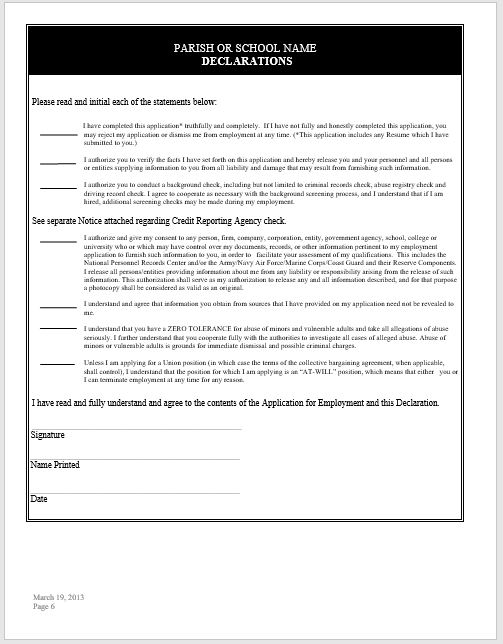 PARISH OR SCHOOL NAME
DECLARATIONS
Please read and initial each of the statements below:
I have completed this application* truthfully and completely. If I have not fully and honestly completed this application, you
may reject my application or dismiss me from employment at any time. (*This application includes any Resume which I have
submitted to you.)
I authorize you to verify the facts I have set forth on this application and hereby release you and your personnel and all persons
or entities supplying information to you from all liability and damage that may result from furnishing such information.
I authorize you to conduct a background check, including but not limited to criminal records check, abuse registry check and
driving record check. I agree to cooperate as necessary with the background screening process, and I understand that if I am
hired, additional screening checks may be made during my employment.
See separate Notice attached regarding Credit Reporting Agency check.
I authorize and give my consent to any person, firm, company, corporation, entity, government agency, school, college or
university who or which may have control over my documents, records, or other information pertinent to my employment
application to furnish such information to you, in order to facilitate your assessment of my qualifications. This includes the
National Personnel Records Center and/or the Army/Navy Air Force/Marine Corps/Coast Guard and their Reserve Components.
I release all persons/entities providing information about me from any liability or responsibility arising from the release of such
information. This authorization shall serve as my authorization to release any and all information described, and for that purpose
a photocopy shall be considered as valid as an original.
I understand and agree that information you obtain from sources that I have provided on my application need not be revealed to
me.
I understand that you have a ZERO TOLERANCE for abuse of minors and vulnerable adults and take all allegations of abuse
seriously. I further understand that you cooperate fully with the authorities to investigate all cases of alleged abuse. Abuse of
minors or vulnerable adults is grounds for immediate dismissal and possible criminal charges.
Unless I am applying for a Union position (in which case the terms of the collective bargaining agreement, when applicable,
shall control), I understand that the position for which I am applying is an “AT-WILL” position, which means that either you or
I can terminate employment at any time for any reason.
I have read and fully understand and agree to the contents of the Application for Employment and this Declaration.
Signature
Name Printed
Date
March 19, 2013
Page 6